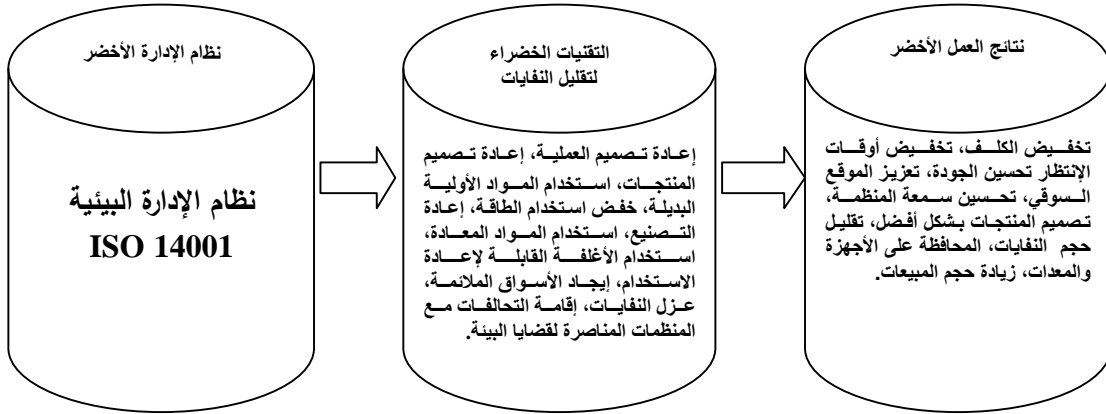 نظام الإدارة الأخضر
نظام الإدارة البيئية
ISO 14001
التقنيات الخضراء
لتقليل النفايات
إعادة تصميم العملية، إعادة تصميم
المنتجات، استخدام المواد الأولية
البديلة، خفض استخدام الطاقة، إعادة
التصنيع، استخدام المواد المعادة،
استخدام الأغلفة القابلة لإعادة
الاستخدام، إيجاد الأسواق الملائمة،
عزل النفايات، إقامة التحالفات مع
المنظمات المناصرة لقضايا البيئة.
نتائج العمل الأخضر
تخفيض الكلف، تخفيض أوقات
الإنتظار تحسين الجودة، تعزيز الموقع
السوقي، تحسين سمعة المنظمة،
تصميم المنتجات بشكل أفضل، تقليل
حجم النفايات، المحافظة على الأجهزة
والمعدات، زيادة حجم المبيعات.